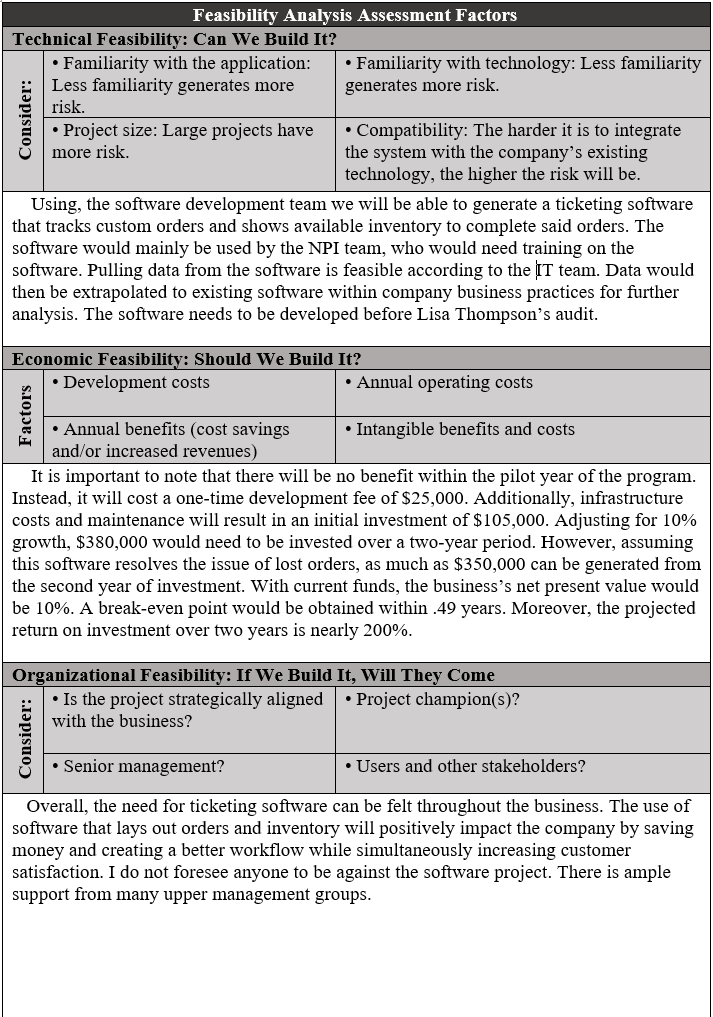 Feasibility Analysis Assessment Factors
Technical Feasibility: Can We Build It?
Consider:
• Familiarity with the application:
Less familiarity generates more
risk.
• Familiarity with technology: Less familiarity
generates more risk.
• Project size: Large projects have
more risk.
• Compatibility: The harder it is to integrate
the system with the company’s existing
technology, the higher the risk will be.
Using, the software development team we will be able to generate a ticketing software
that tracks custom orders and shows available inventory to complete said orders. The
software would mainly be used by the NPI team, who would need training on the
software. Pulling data from the software is feasible according to the IT team. Data would
then be extrapolated to existing software within company business practices for further
analysis. The software needs to be developed before Lisa Thompson’s audit.
Economic Feasibility: Should We Build It?
Factors
• Development costs
• Annual operating costs
• Annual benefits (cost savings
and/or increased revenues)
• Intangible benefits and costs
It is important to note that there will be no benefit within the pilot year of the program.
Instead, it will cost a one-time development fee of $25,000. Additionally, infrastructure
costs and maintenance will result in an initial investment of $105,000. Adjusting for 10%
growth, $380,000 would need to be invested over a two-year period. However, assuming
this software resolves the issue of lost orders, as much as $350,000 can be generated from
the second year of investment. With current funds, the business’s net present value would
be 10%. A break-even point would be obtained within .49 years. Moreover, the projected
return on investment over two years is nearly 200%.
Organizational Feasibility: If We Build It, Will They Come
Consider:
• Is the project strategically aligned
with the business?
• Project champion(s)?
• Senior management?
• Users and other stakeholders?
Overall, the need for ticketing software can be felt throughout the business. The use of
software that lays out orders and inventory will positively impact the company by saving
money and creating a better workflow while simultaneously increasing customer
satisfaction. I do not foresee anyone to be against the software project. There is ample
support from many upper management groups.